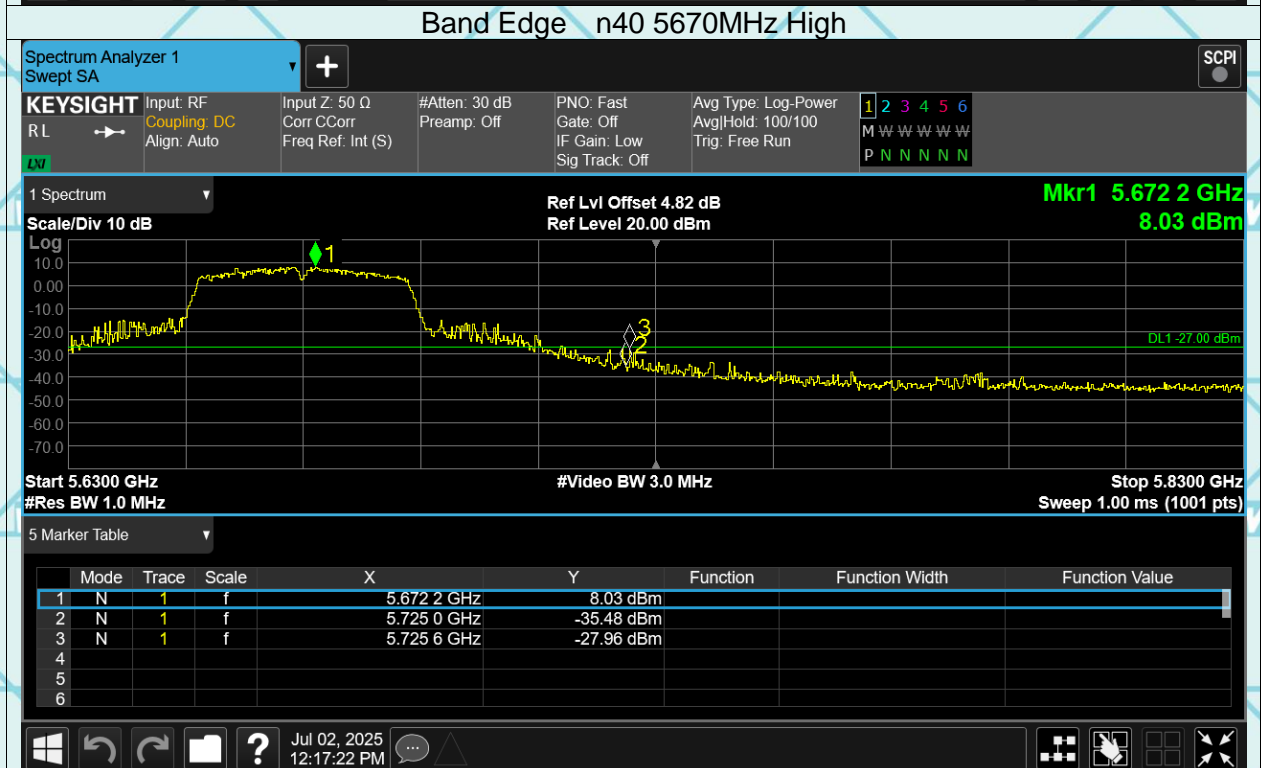 Band Edge n40 5670MHz High
Spectrum Analyzer 1
Swept SA
SCPI
KEYSIGHT
R L
LXI
Input: RF
Coupling: DC
Align: Auto
Input Z: 50 Ω
Corr CCorr
Freq Ref: Int (S)
#Atten: 30 dB
Preamp: Off
PNO: Fast
Gate: Off
IF Gain: Low
Sig Track: Off
Avg Type: Log-Power
Avg|Hold: 100/100
Trig: Free Run
1 2 3 4 5 6
M W W W W W
P N N N N N
1 Spectrum
Scale/Div 10 dB
Ref Lvl Offset 4.82 dB
Ref Level 20.00 dBm
Mkr1 5.672 2 GHz
8.03 dBm
Log
10.0
0.00
-10.0
-20.0
-30.0
-40.0
-50.0
-60.0
-70.0
1
3
2
DL1 -27.00 dBm
Start 5.6300 GHz
#Video BW 3.0 MHz
Stop 5.8300 GHz
#Res BW 1.0 MHz
Sweep 1.00 ms (1001 pts)
5 Marker Table
Mode Trace Scale X Y Function Function Width Function Value
1 N 1 f 5.672 2 GHz 8.03 dBm
2 N 1 f 5.725 0 GHz -35.48 dBm
3 N 1 f 5.725 6 GHz -27.96 dBm
4
5
6
?
Jul 02, 2025
12:17:22 PM